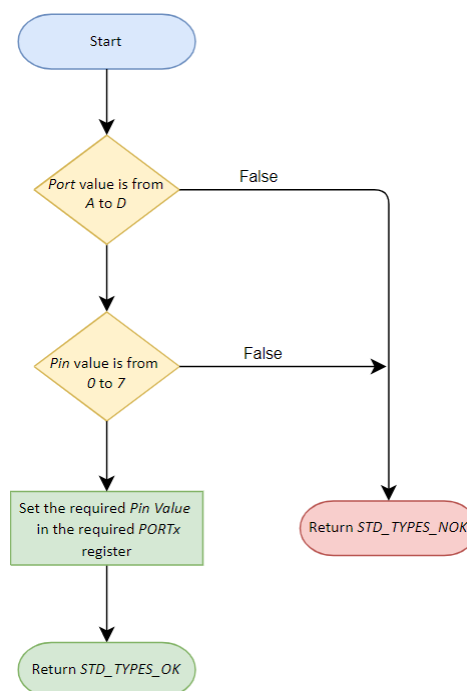 Start
Port value is from
A to D
False
Pin value is from
0 to 7
False
Set the required Pin Value
in the required PORTx
register
Return STD_TYPES_NOK
Return STD_TYPES_OK